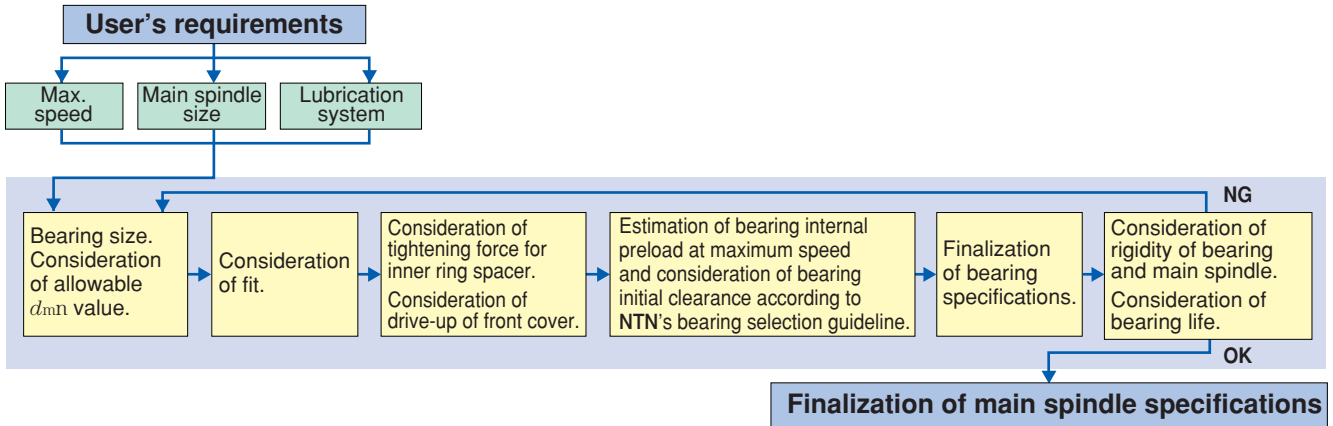 User's requirements
Max.
speed
Main spindle
size
Lubrication
system
NG
Bearing size.
Consideration
of allowable
dmn value.
Consideration
of fit.
Consideration of
tightening force for
inner ring spacer.
Consideration of
drive-up of front cover.
Estimation of bearing internal
preload at maximum speed
and consideration of bearing
initial clearance according to
NTN's bearing selection guideline.
Finalization
of bearing
specifications.
Consideration of
rigidity of bearing
and main spindle.
Consideration of
bearing life.
OK
Finalization of main spindle specifications